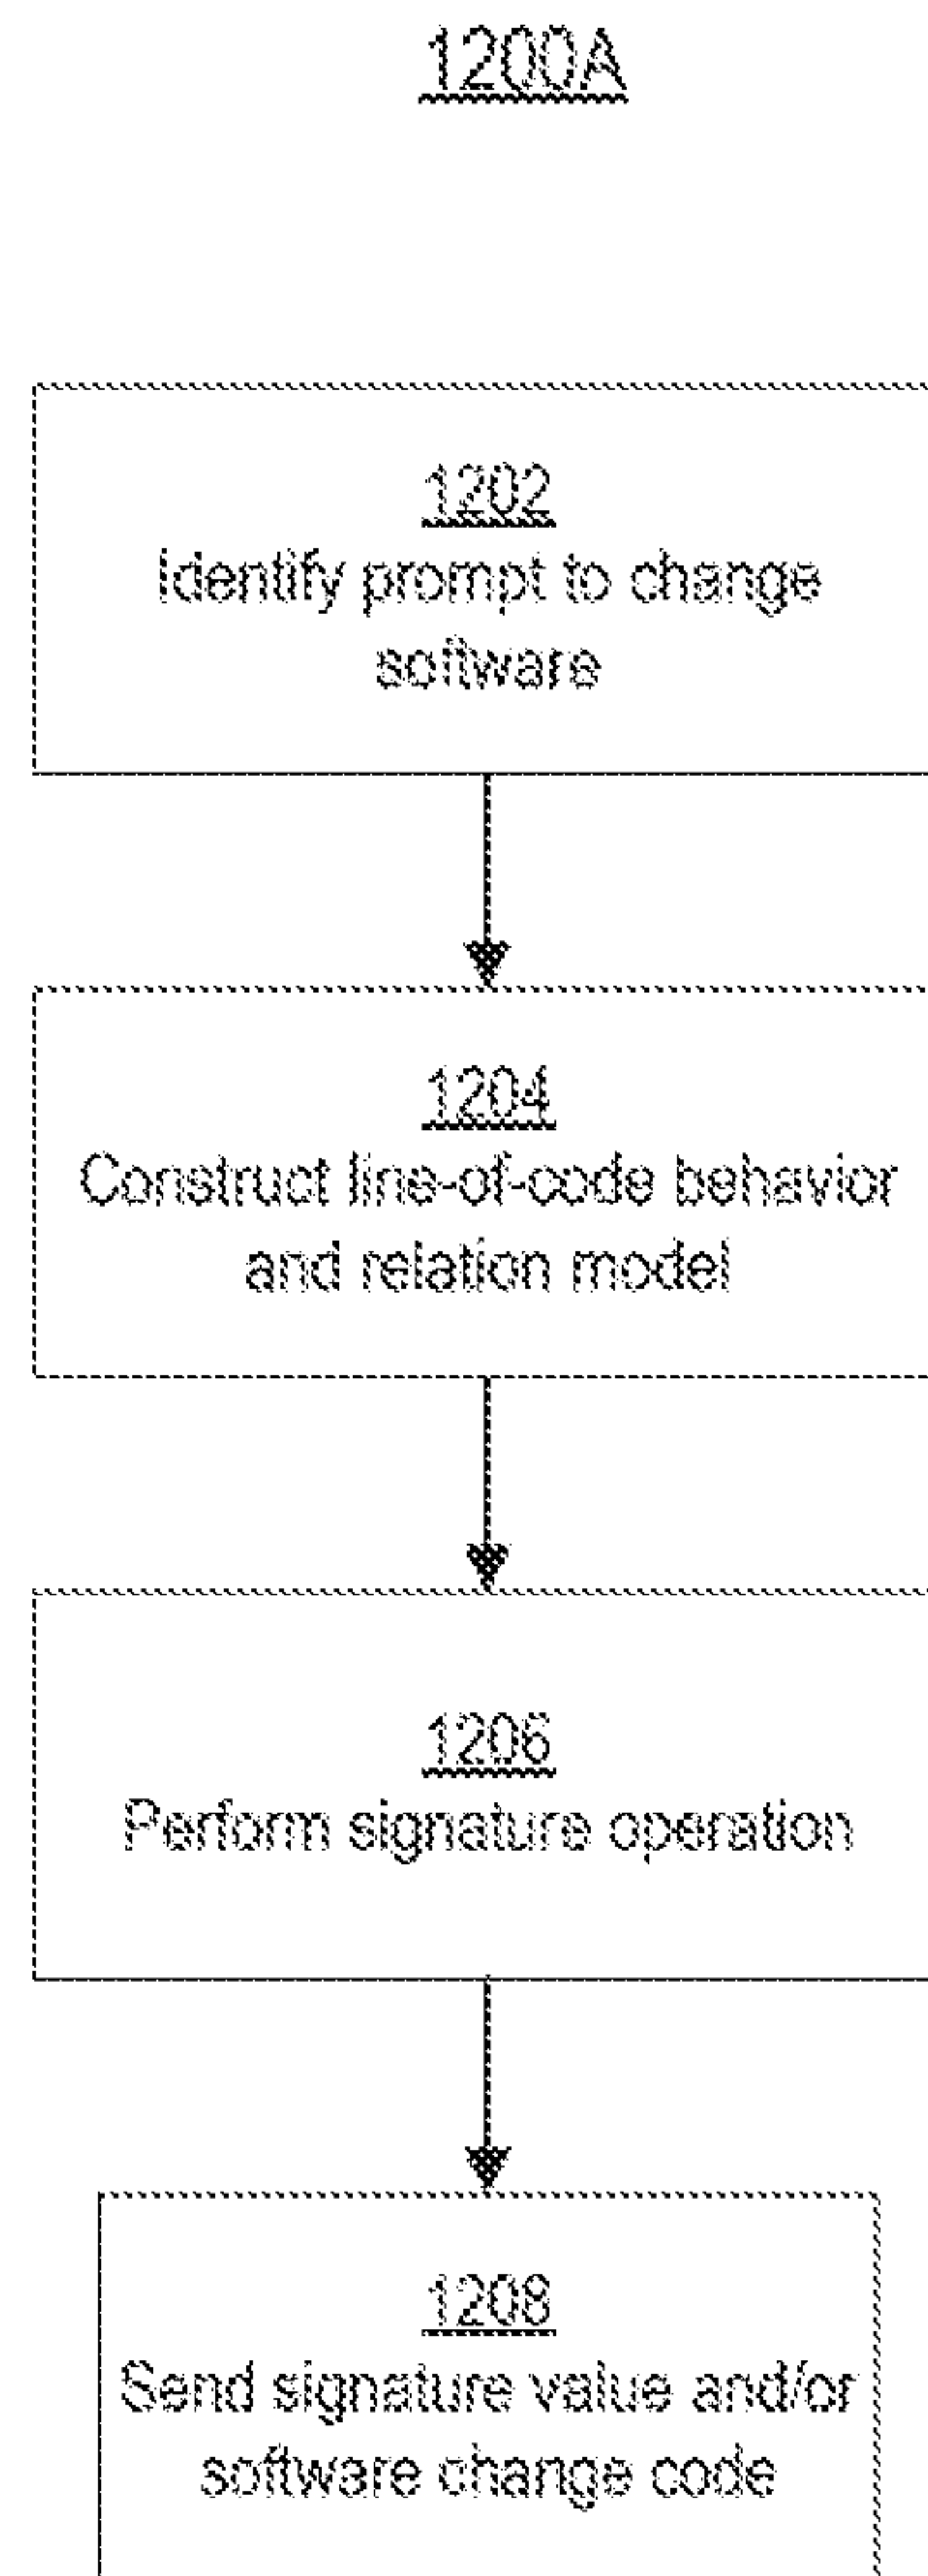 1200A
1202
Identify prompt to change
software
1204
Construct line-of-code behavior
and relation model
1206
Perform signature operation
1208
Send signature value and/or
software change code